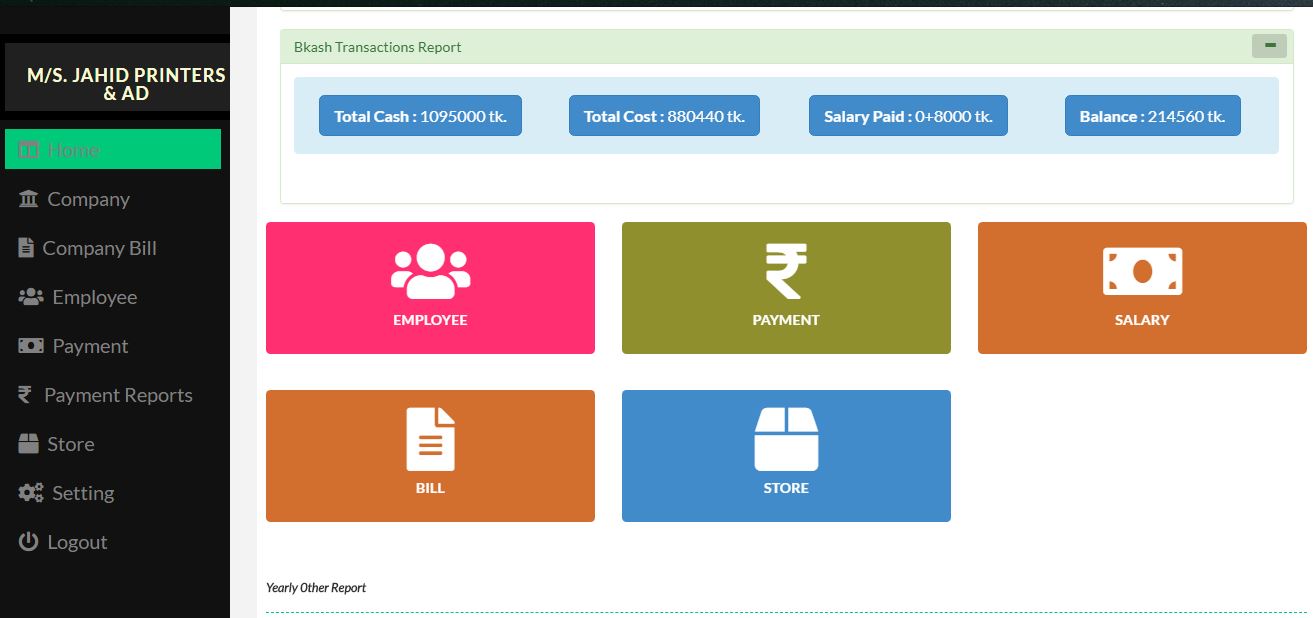 M/S. JAHID PRINTERS
& AD
Home
Company
Company Bill
Employee
Payment
Payment Reports
Store
Setting
Logout
Bkash Transactions Report
Total Cash : 1095000 tk.
Total Cost : 880440 tk.
Salary Paid : 0+8000 tk.
Balance : 214560 tk.
EMPLOYEE
PAYMENT
SALARY
BILL
STORE
Yearly Other Report